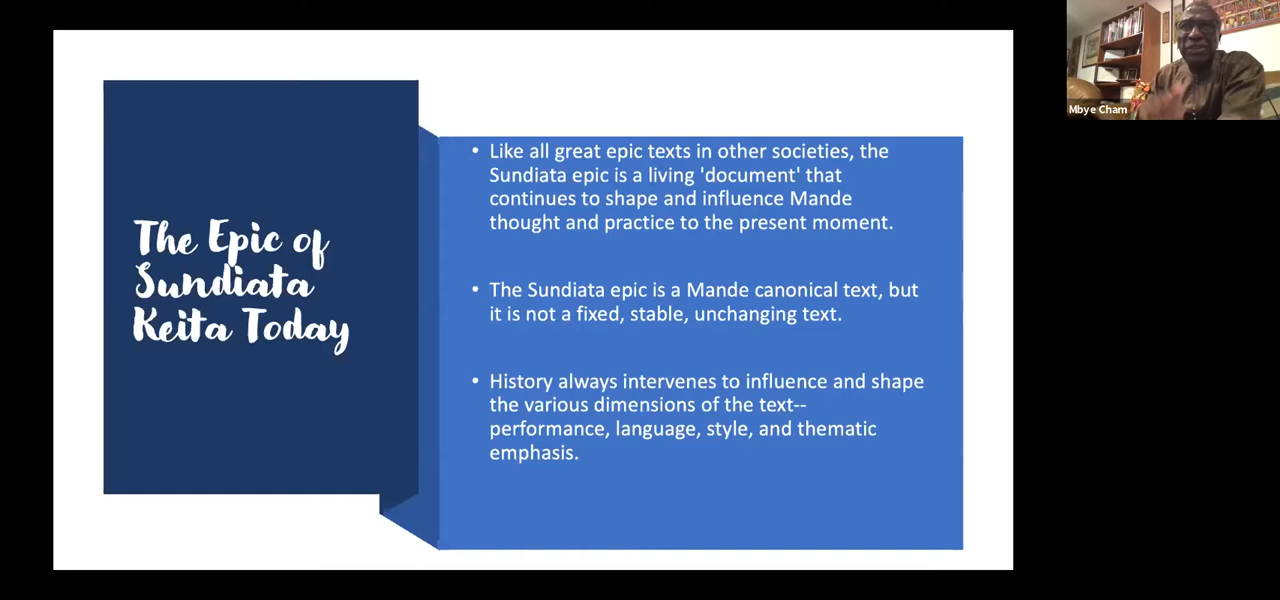 The Epic of
Sundiata
Keita Today
• Like all great epic texts in other societies, the
Sundiata epic is a living 'document' that
continues to shape and influence Mande
thought and practice to the present moment.
• The Sundiata epic is a Mande canonical text, but
it is not a fixed, stable, unchanging text.
• History always intervenes to influence and shape
the various dimensions of the text--
performance, language, style, and thematic
emphasis.
Mbye Cham